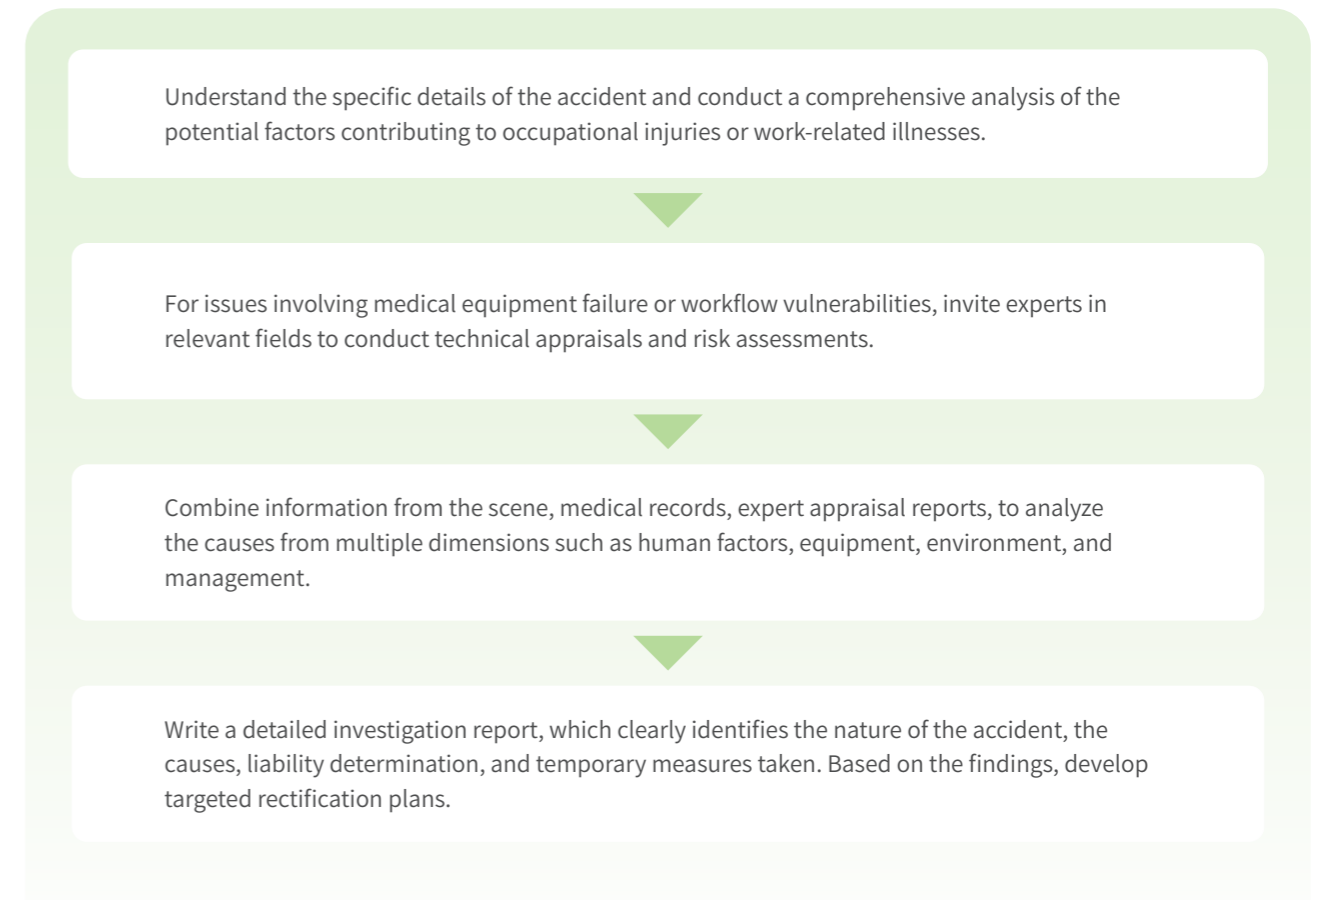 Understand the specific details of the accident and conduct a comprehensive analysis of the
potential factors contributing to occupational injuries or work-related illnesses.
For issues involving medical equipment failure or workflow vulnerabilities, invite experts in
relevant fields to conduct technical appraisals and risk assessments.
Combine information from the scene, medical records, expert appraisal reports, to analyze
the causes from multiple dimensions such as human factors, equipment, environment, and
management.
Write a detailed investigation report, which clearly identifies the nature of the accident, the
causes, liability determination, and temporary measures taken. Based on the findings, develop
targeted rectification plans.